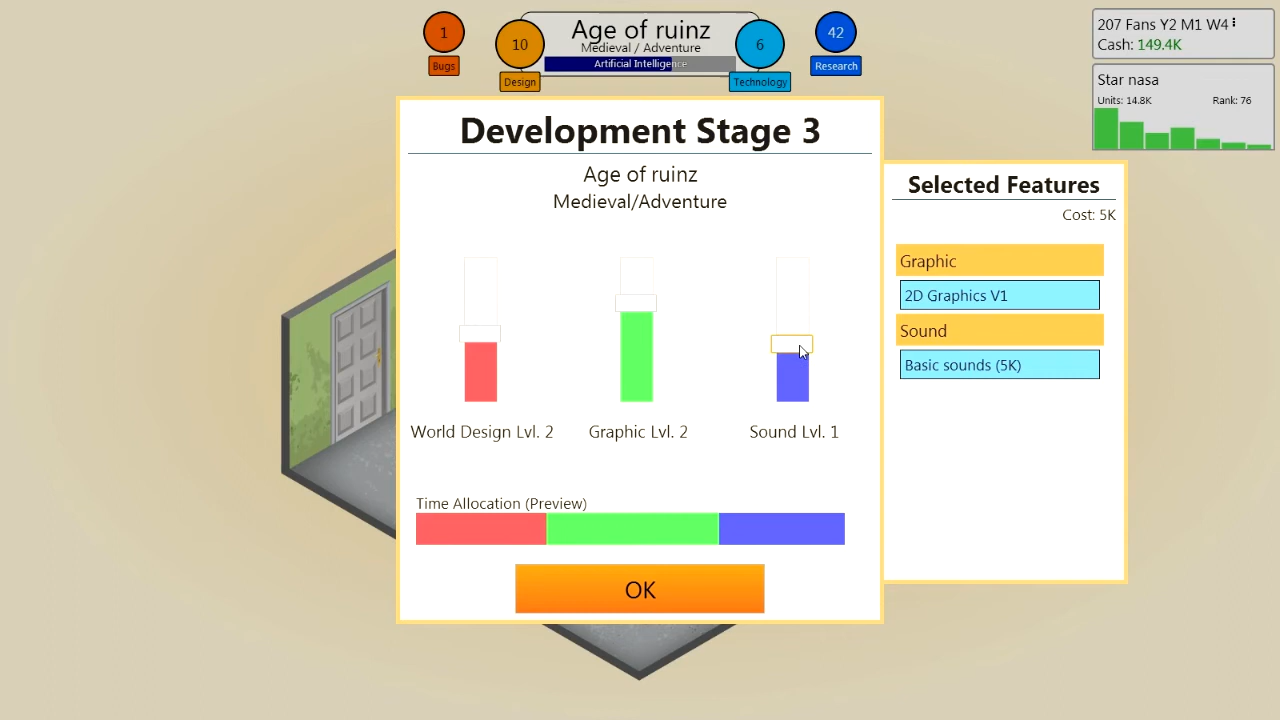 1
Bugs
10
Design
Age of ruinz
Medieval / Adventure
Artificial Intelligence
6
Technology
42
Research
207 Fans Y2 M1 W4
Cash: 149.4K
Star nasa
Units: 14.8K Rank: 76
Development Stage 3
Age of ruinz
Medieval/Adventure
World Design Lvl. 2
Graphic Lvl. 2
Sound Lvl. 1
Time Allocation (Preview)
OK
Selected Features
Cost: 5K
Graphic
2D Graphics V1
Sound
Basic sounds (5K)